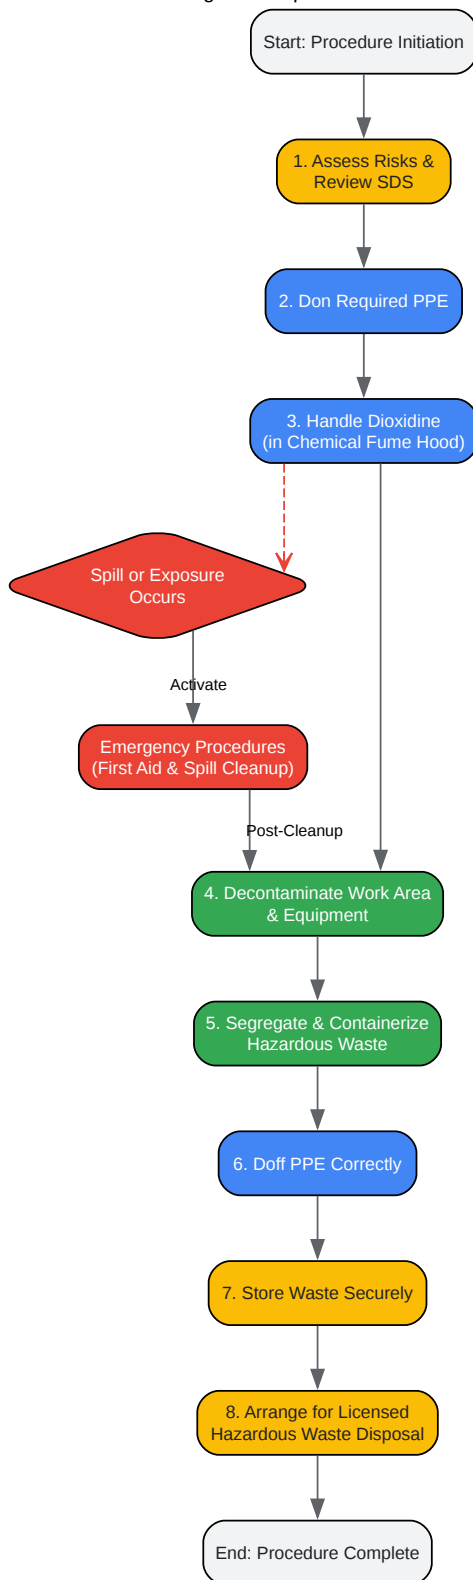 Start: Procedure Initiation
1. Assess Risks &
Review SDS
2. Don Required PPE
3. Handle Dioxidine
(in Chemical Fume Hood)
Spill or Exposure
Occurs
Activate
Emergency Procedures
(First Aid & Spill Cleanup)
Post-Cleanup
4. Decontaminate Work Area
& Equipment
5. Segregate & Containerize
Hazardous Waste
6. Doff PPE Correctly
7. Store Waste Securely
8. Arrange for Licensed
Hazardous Waste Disposal
End: Procedure Complete